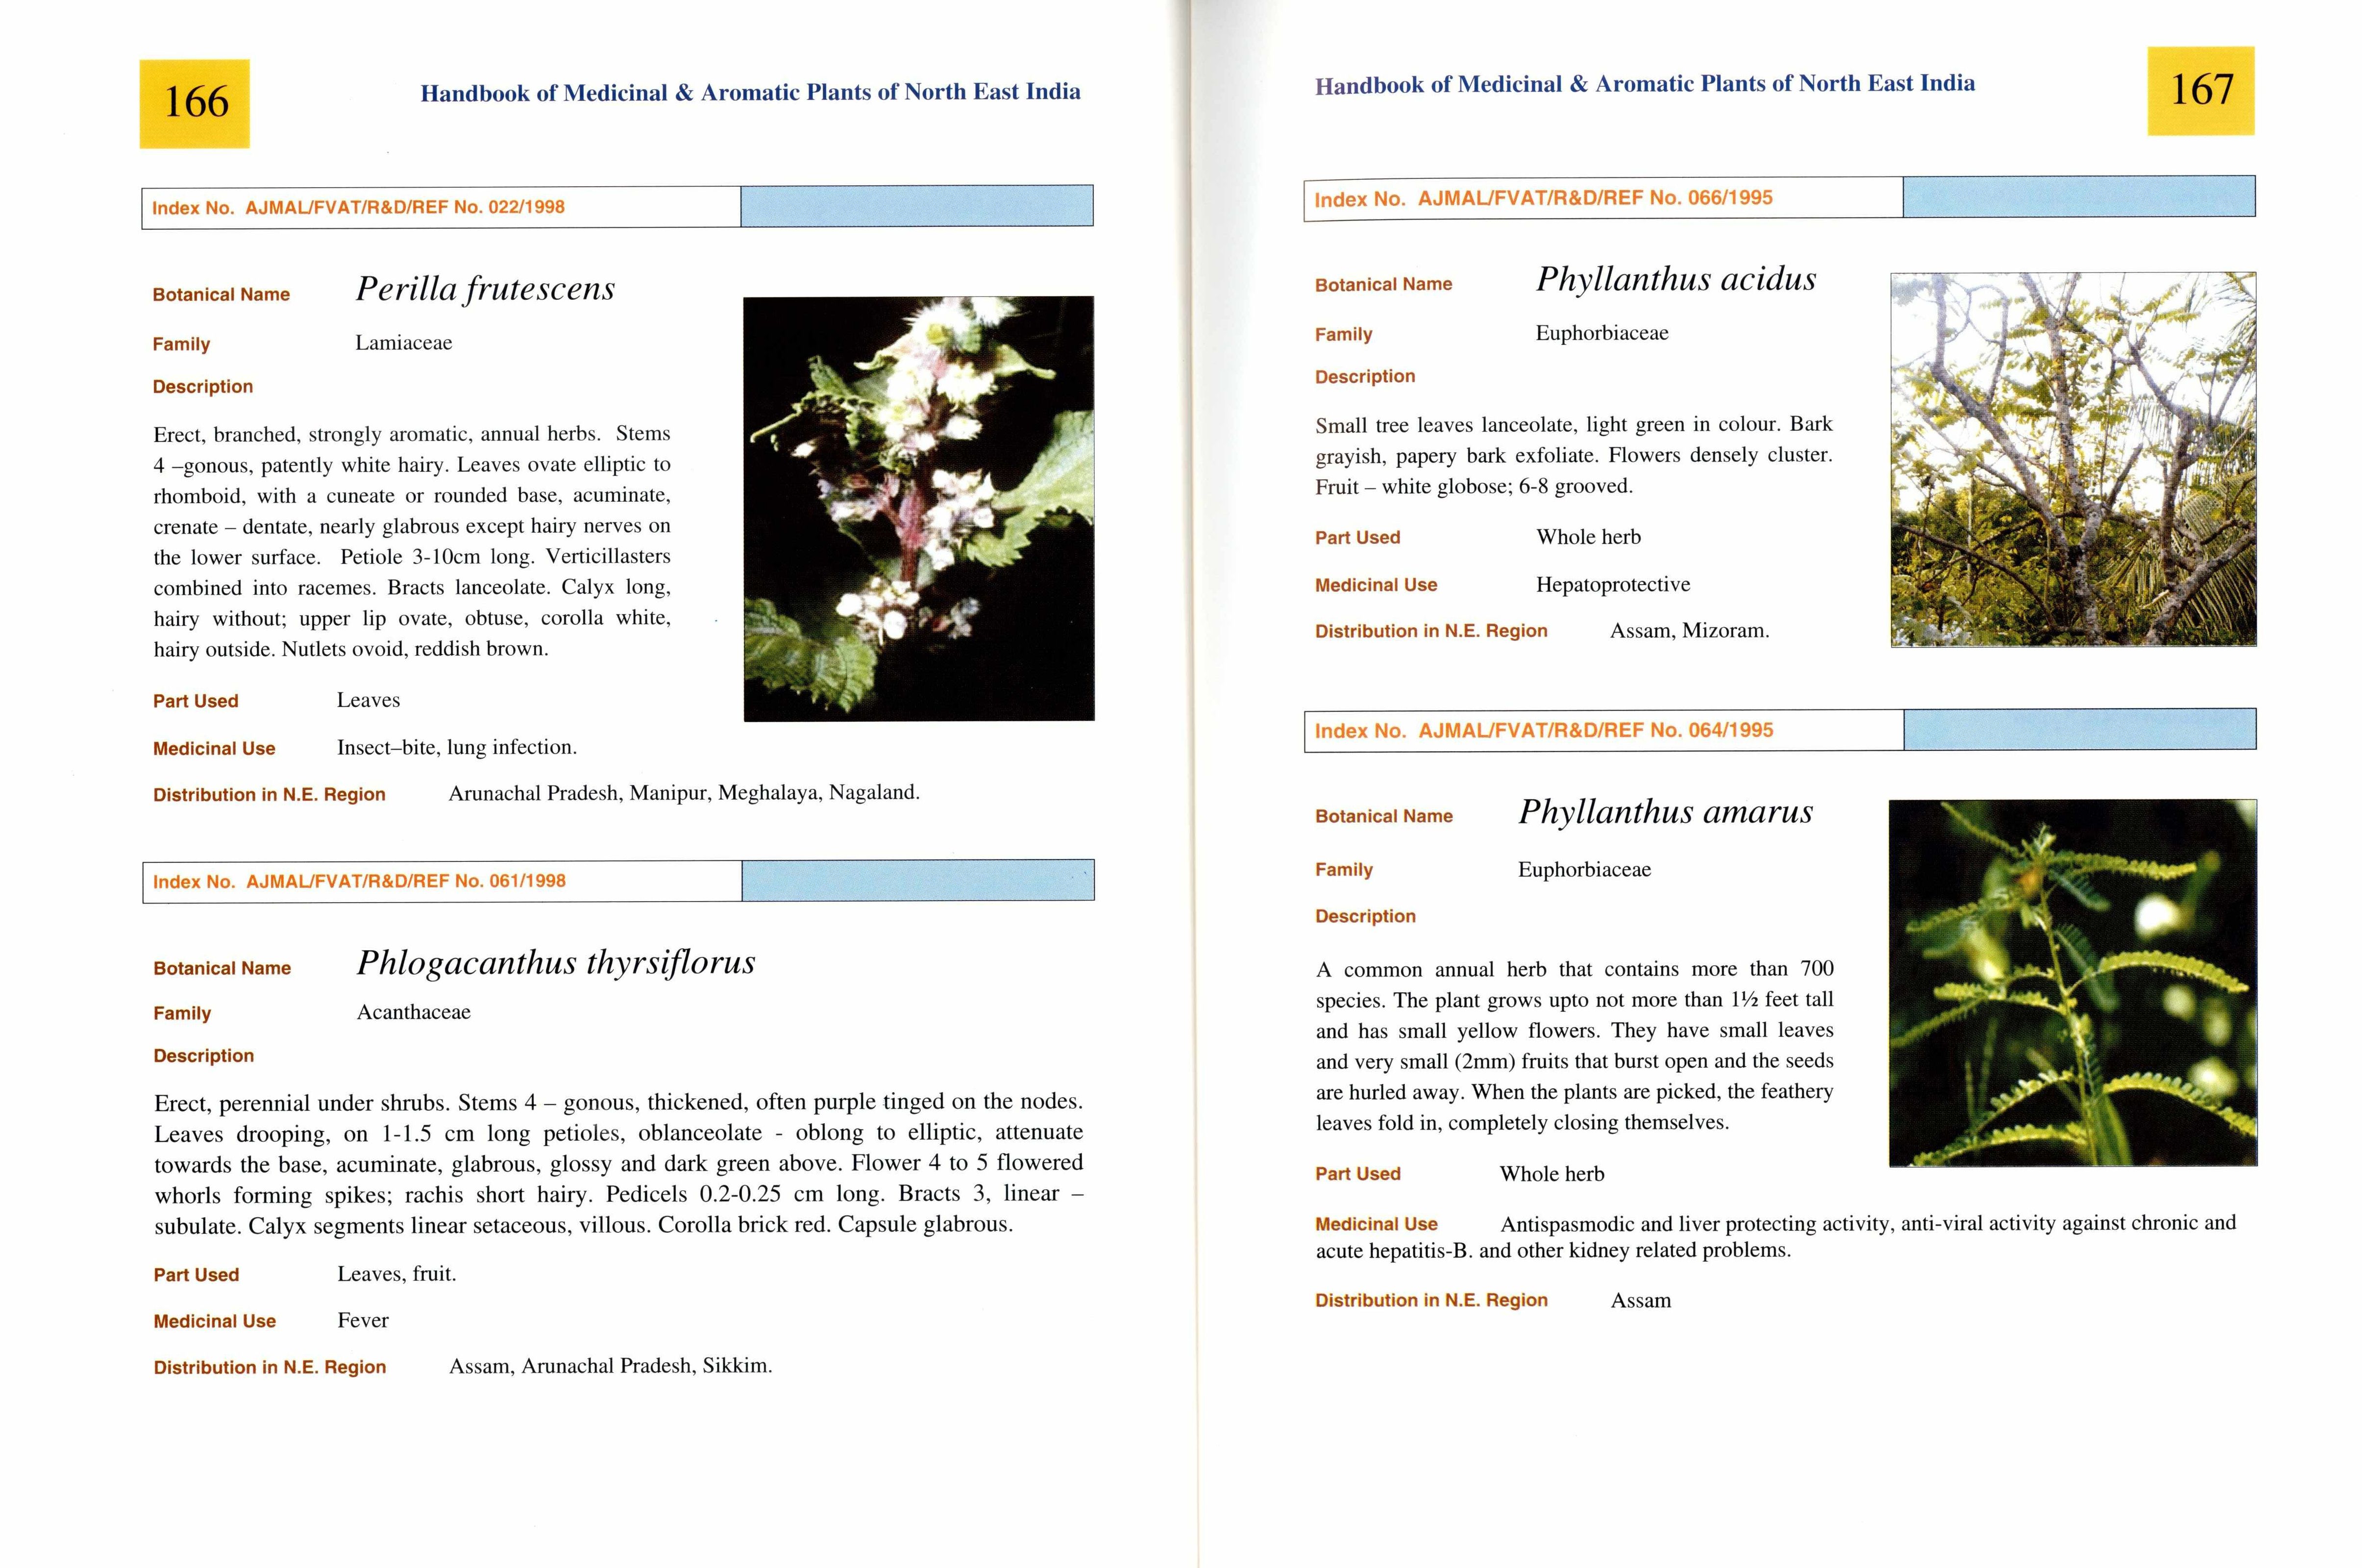 166
Handbook of Medicinal & Aromatic Plants of North East India
Index No. AJMAL/FVAT/R&D/REF No. 022/1998
Botanical Name Perilla frutescens
Family Lamiaceae
Description
Erect, branched, strongly aromatic, annual herbs. Stems
4 –gonous, patently white hairy. Leaves ovate elliptic to
rhomboid, with a cuneate or rounded base, acuminate,
crenate – dentate, nearly glabrous except hairy nerves on
the lower surface. Petiole 3-10cm long. Verticillasters
combined into racemes. Bracts lanceolate. Calyx long,
hairy without; upper lip ovate, obtuse, corolla white,
hairy outside. Nutlets ovoid, reddish brown.
Part Used Leaves
Medicinal Use Insect–bite, lung infection.
Distribution in N.E. Region Arunachal Pradesh, Manipur, Meghalaya, Nagaland.
Index No. AJMAL/FVAT/R&D/REF No. 061/1998
Botanical Name Phlogacanthus thyrsiflorus
Family Acanthaceae
Description
Erect, perennial under shrubs. Stems 4 – gonous, thickened, often purple tinged on the nodes.
Leaves drooping, on 1-1.5 cm long petioles, oblanceolate - oblong to elliptic, attenuate
towards the base, acuminate, glabrous, glossy and dark green above. Flower 4 to 5 flowered
whorls forming spikes; rachis short hairy. Pedicels 0.2-0.25 cm long. Bracts 3, linear –
subulate. Calyx segments linear setaceous, villous. Corolla brick red. Capsule glabrous.
Part Used Leaves, fruit.
Medicinal Use Fever
Distribution in N.E. Region Assam, Arunachal Pradesh, Sikkim.
Handbook of Medicinal & Aromatic Plants of North East India
167
Index No. AJMAL/FVAT/R&D/REF No. 066/1995
Botanical Name Phyllanthus acidus
Family Euphorbiaceae
Description
Small tree leaves lanceolate, light green in colour. Bark
grayish, papery bark exfoliate. Flowers densely cluster.
Fruit – white globose; 6-8 grooved.
Part Used Whole herb
Medicinal Use Hepatoprotective
Distribution in N.E. Region Assam, Mizoram.
Index No. AJMAL/FVAT/R&D/REF No. 064/1995
Botanical Name Phyllanthus amarus
Family Euphorbiaceae
Description
A common annual herb that contains more than 700
species. The plant grows upto not more than 1½ feet tall
and has small yellow flowers. They have small leaves
and very small (2mm) fruits that burst open and the seeds
are hurled away. When the plants are picked, the feathery
leaves fold in, completely closing themselves.
Part Used Whole herb
Medicinal Use Antispasmodic and liver protecting activity, anti-viral activity against chronic and
acute hepatitis-B. and other kidney related problems.
Distribution in N.E. Region Assam